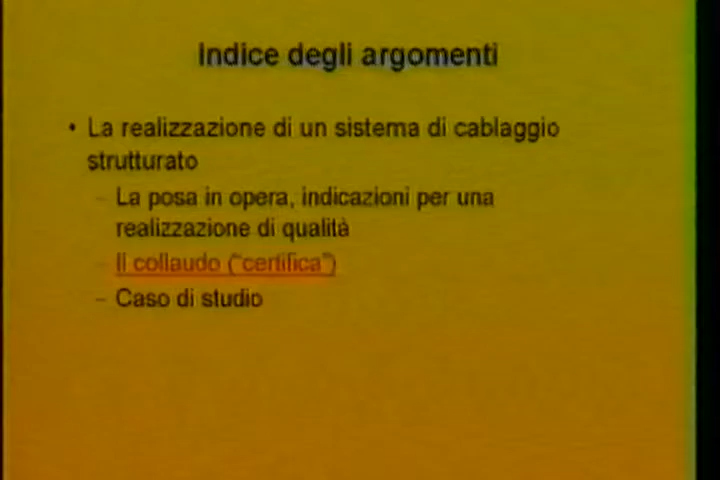 Indice degli argomenti
• La realizzazione di un sistema di cablaggio
strutturato
– La posa in opera, indicazioni per una
realizzazione di qualità
– Il collaudo ("certifica")
– Caso di studio